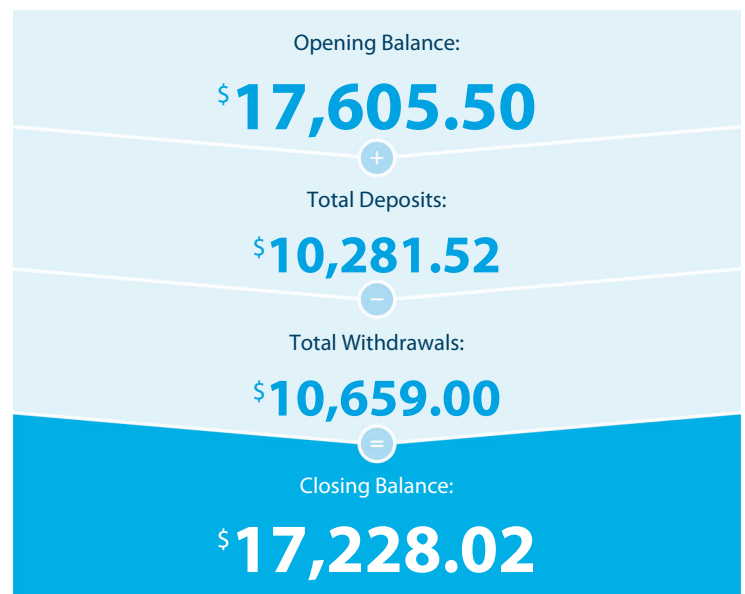 Opening Balance:
$17,605.50
+
Total Deposits:
$10,281.52
−
Total Withdrawals:
$10,659.00
=
Closing Balance:
$17,228.02